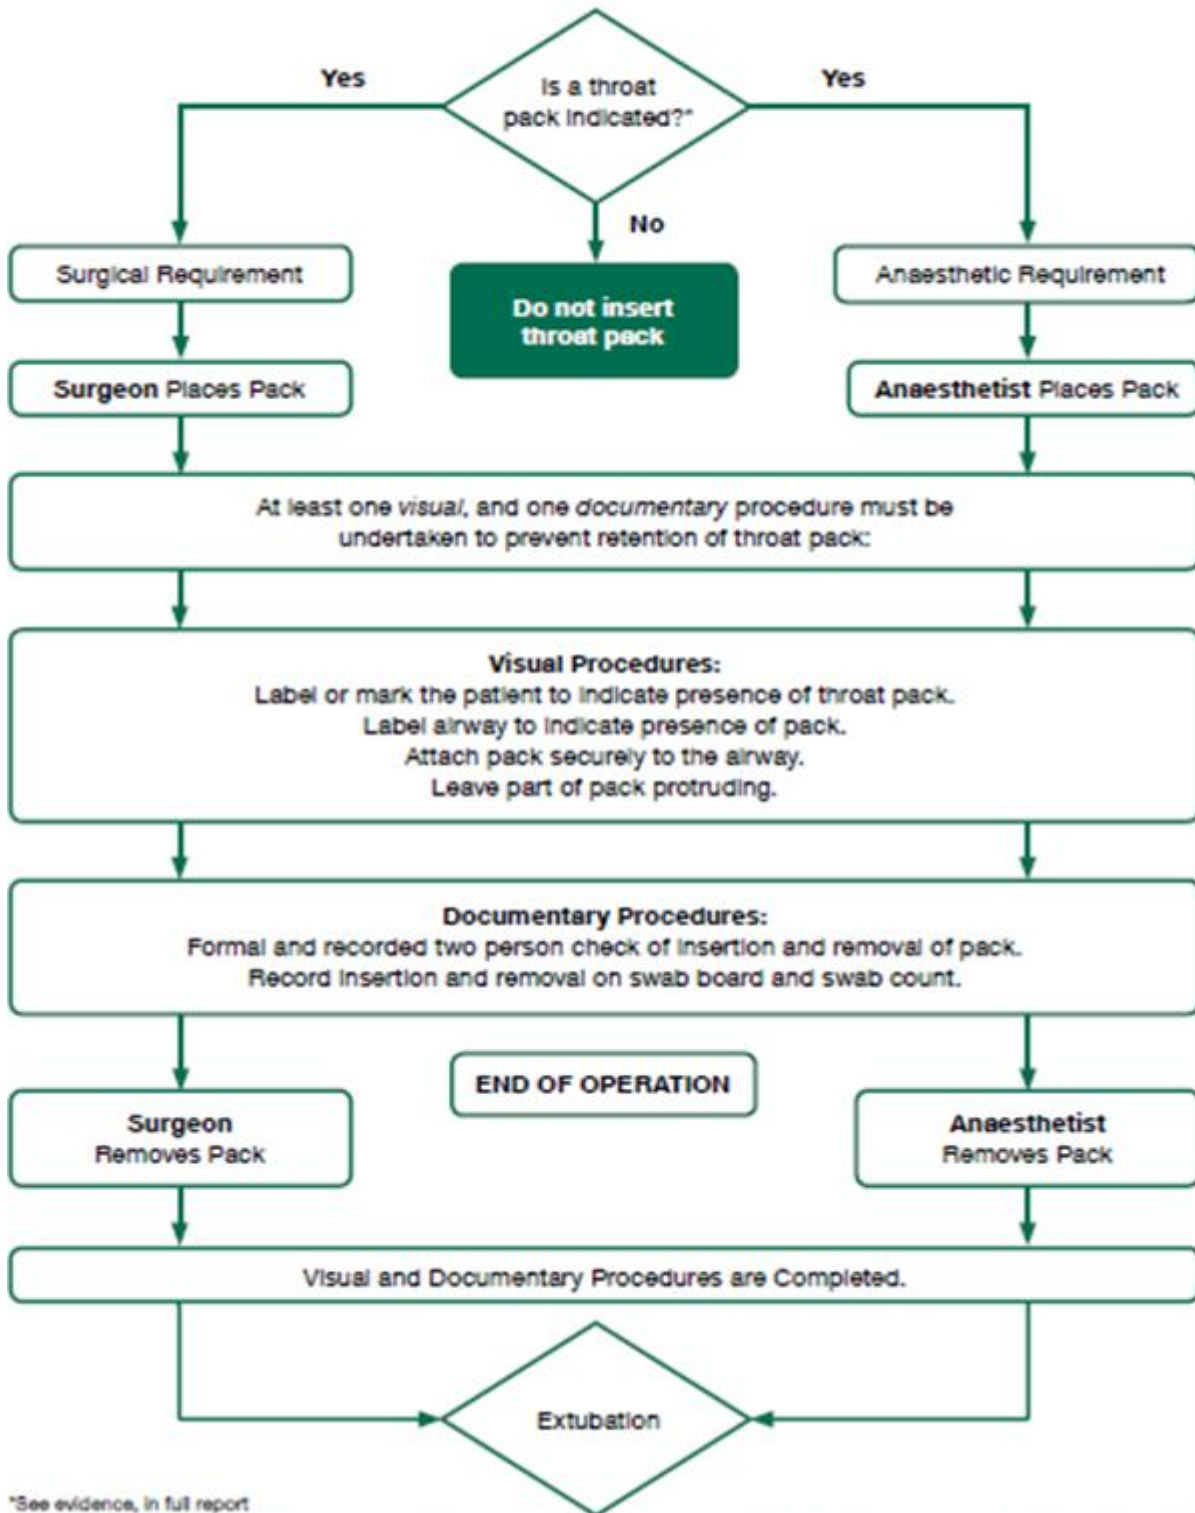 Is a throat
pack indicated?*
Yes
Yes
No
Surgical Requirement
Do not insert
throat pack
Anaesthetic Requirement
Surgeon Places Pack
Anaesthetist Places Pack
At least one visual, and one documentary procedure must be
undertaken to prevent retention of throat pack:
Visual Procedures:
Label or mark the patient to indicate presence of throat pack.
Label airway to indicate presence of pack.
Attach pack securely to the airway.
Leave part of pack protruding.
Documentary Procedures:
Formal and recorded two person check of insertion and removal of pack.
Record insertion and removal on swab board and swab count.
END OF OPERATION
Surgeon
Removes Pack
Anaesthetist
Removes Pack
Visual and Documentary Procedures are Completed.
Extubation
*See evidence, in full report